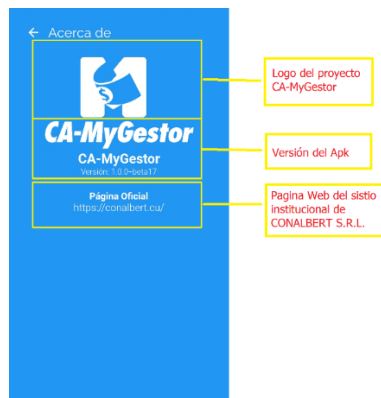 ← Acerca de
$
CA-MyGestor
CA-MyGestor
Versión: 1.0.0-beta17
Página Oficial
https://conalbert.cu/
Logo del proyecto
CA-MyGestor
Versión del Apk
Pagina Web del sistio
institucional de
CONALBERT S.R.L.